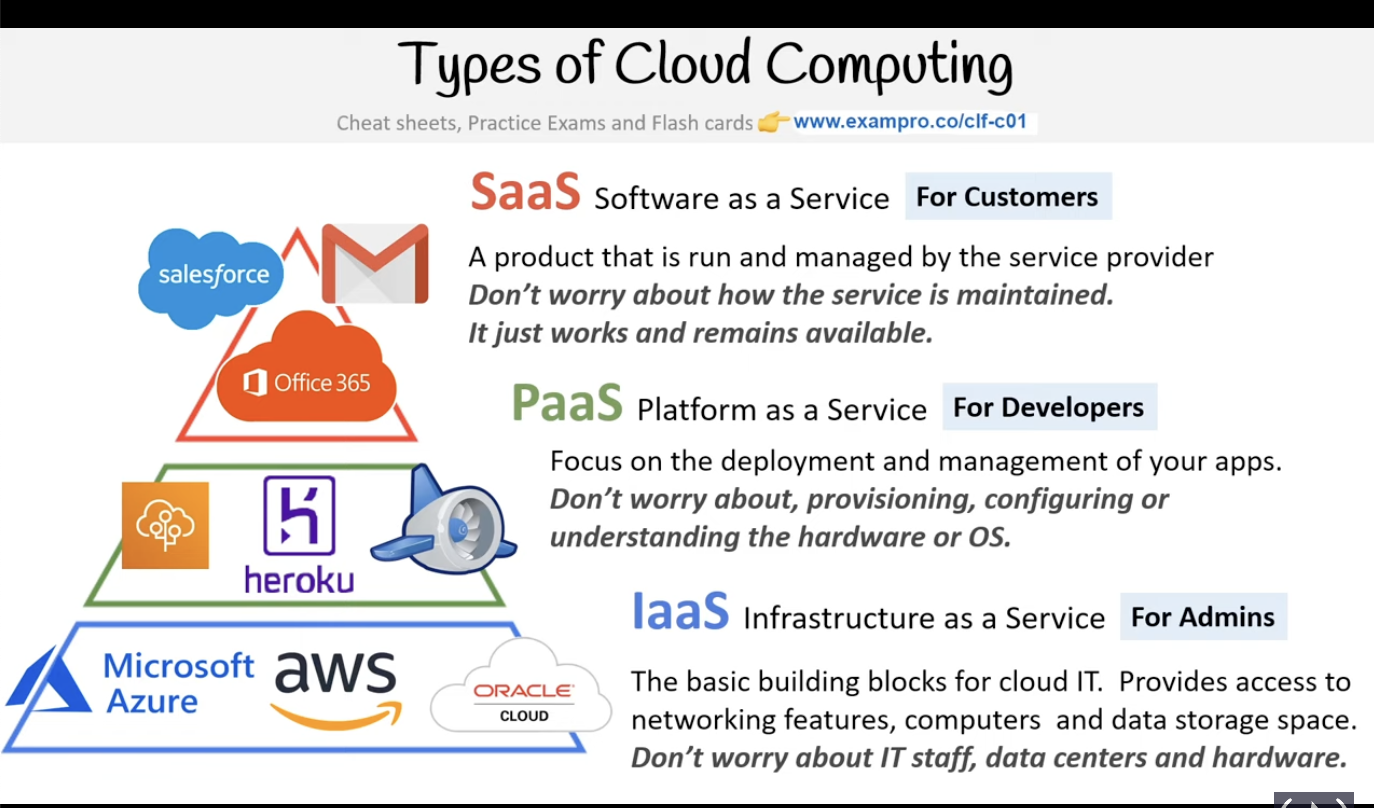 Types of Cloud Computing
Cheat sheets, Practice Exams and Flash cards 👉 www.exampro.co/clf-c01
SaaS Software as a Service For Customers
A product that is run and managed by the service provider
Don't worry about how the service is maintained.
It just works and remains available.
salesforce
Office 365
PaaS Platform as a Service For Developers
Focus on the deployment and management of your apps.
Don't worry about, provisioning, configuring or
understanding the hardware or OS.
heroku
IaaS Infrastructure as a Service For Admins
The basic building blocks for cloud IT. Provides access to
networking features, computers and data storage space.
Don't worry about IT staff, data centers and hardware.
Microsoft
Azure
aws
ORACLE
CLOUD